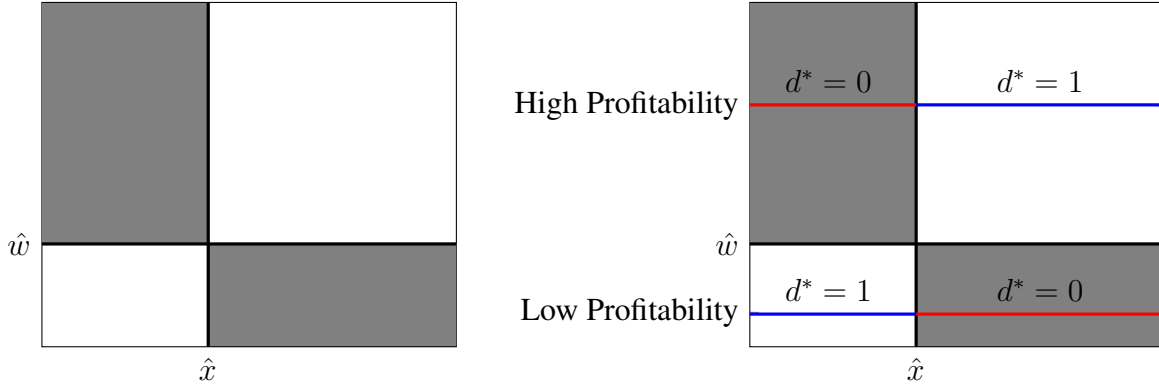 ŵ
x̂
High Profitability
d* = 0
d* = 1
ŵ
Low Profitability
d* = 1
d* = 0
x̂